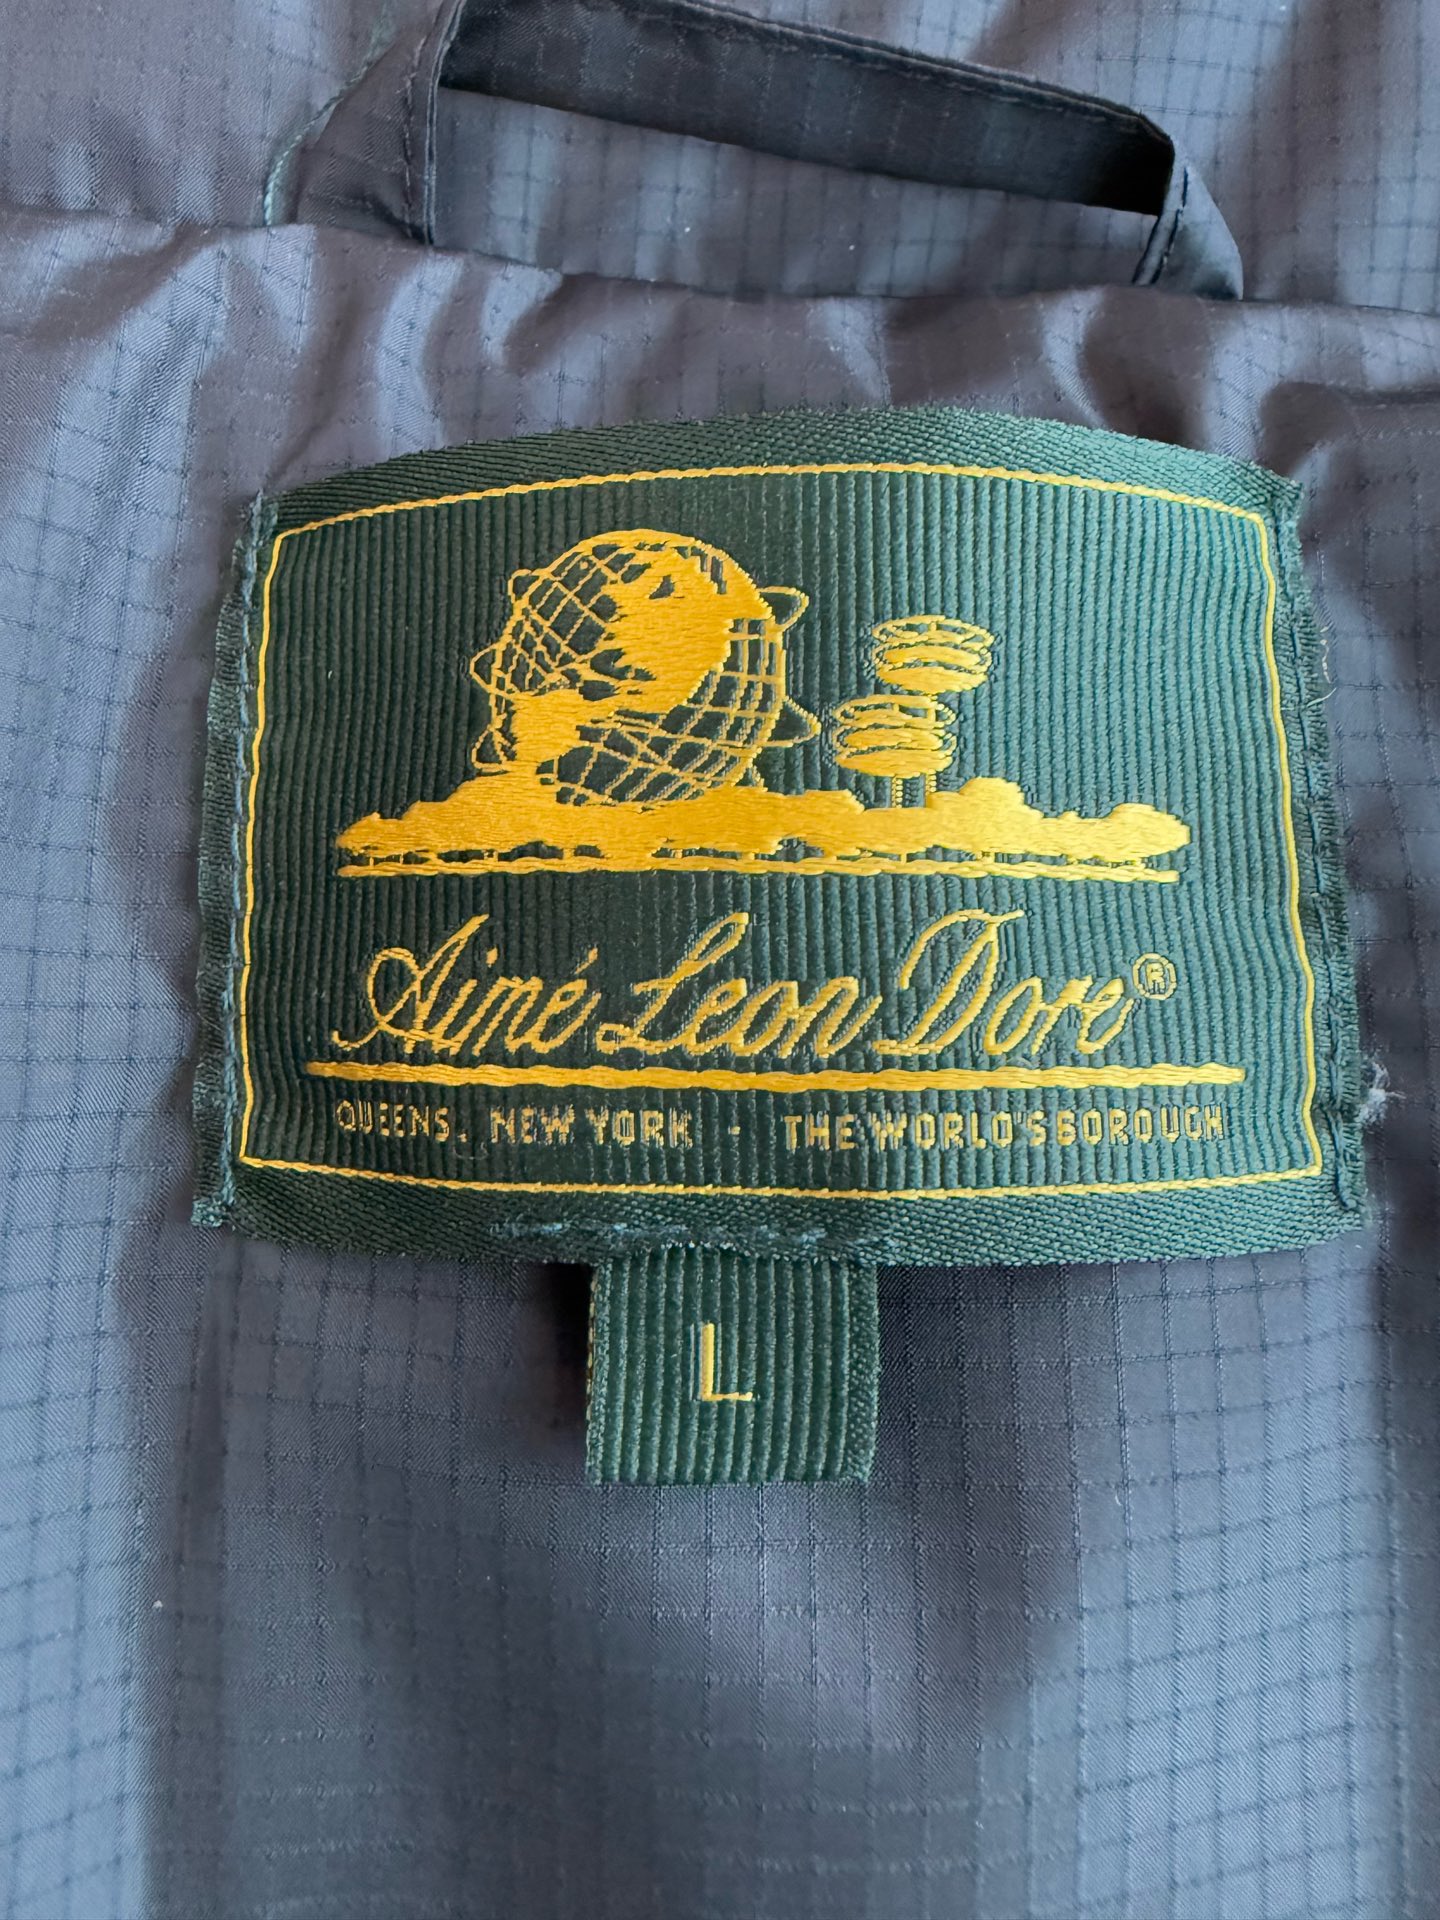 Aimé Leon Dore®
QUEENS, NEW YORK - THE WORLD'S BOROUGH
L